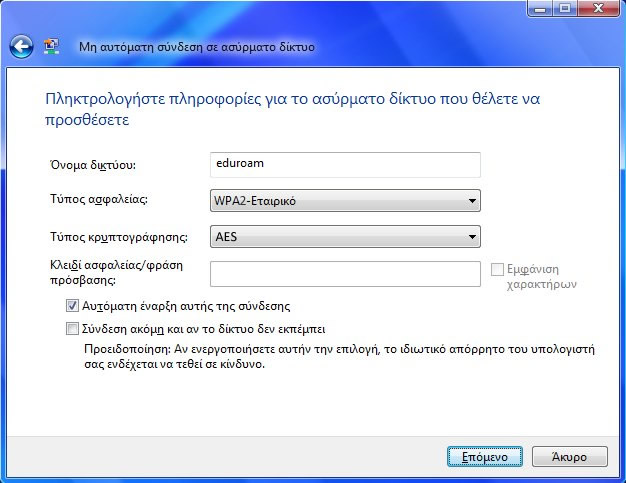 Μη αυτόματη σύνδεση σε ασύρματο δίκτυο
Πληκτρολογήστε πληροφορίες για το ασύρματο δίκτυο που θέλετε να
προσθέσετε
Όνομα δικτύου:
eduroam
Τύπος ασφαλείας:
WPA2-Εταιρικό
Τύπος κρυπτογράφησης:
AES
Κλειδί ασφαλείας/φράση
πρόσβασης:
Εμφάνιση
χαρακτήρων
Αυτόματη έναρξη αυτής της σύνδεσης
Σύνδεση ακόμη και αν το δίκτυο δεν εκπέμπει
Προειδοποίηση: Αν ενεργοποιήσετε αυτήν την επιλογή, το ιδιωτικό απόρρητο του υπολογιστή
σας ενδέχεται να τεθεί σε κίνδυνο.
Επόμενο
Άκυρο